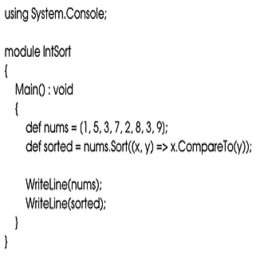 using System.Console;
module IntSort
{
Main() : void
{
def nums = (1, 5, 3, 7, 2, 8, 3, 9);
def sorted = nums.Sort((x, y) => x.CompareTo(y));
WriteLine(nums);
WriteLine(sorted);
}
}